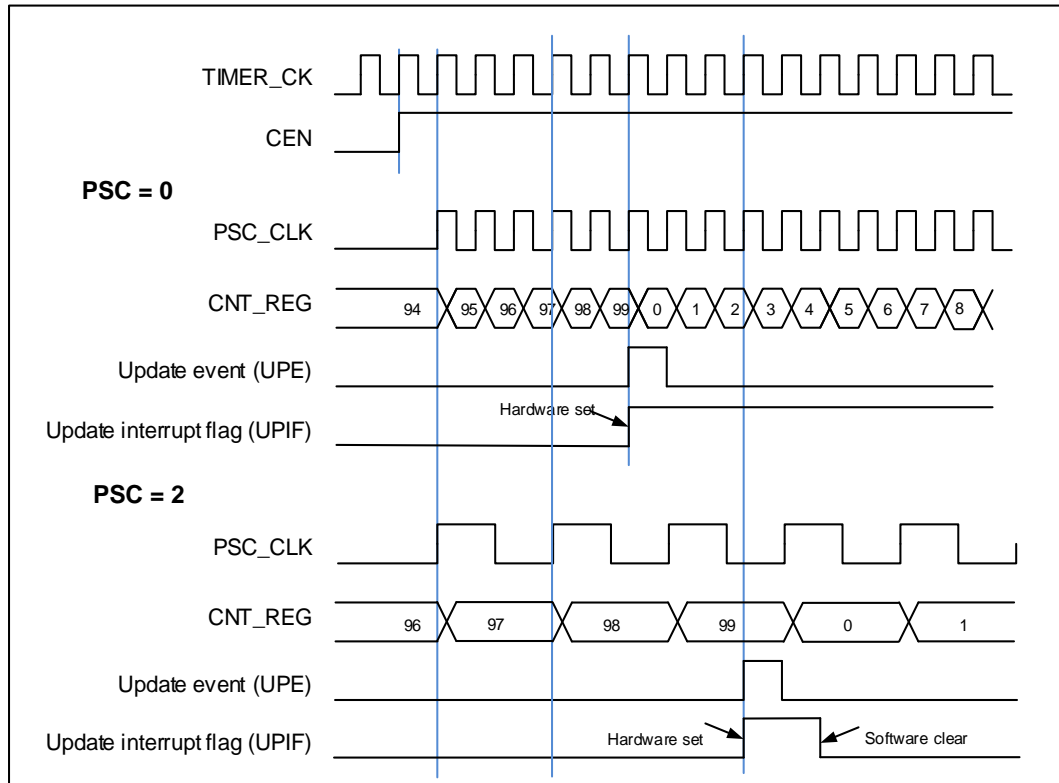 TIMER_CK
CEN
PSC = 0
PSC_CLK
CNT_REG 94 95 96 97 98 99 0 1 2 3 4 5 6 7 8
Update event (UPE)
Hardware set
Update interrupt flag (UPIF)
PSC = 2
PSC_CLK
CNT_REG 96 97 98 99 0 1
Update event (UPE)
Update interrupt flag (UPIF) Hardware set Software clear